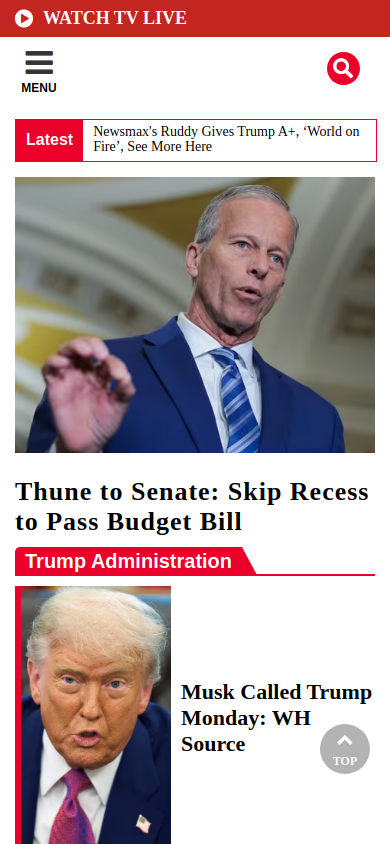 WATCH TV LIVE
MENU
Latest
Newsmax's Ruddy Gives Trump A+, ‘World on
Fire’, See More Here
Thune to Senate: Skip Recess
to Pass Budget Bill
Trump Administration
Musk Called Trump
Monday: WH
Source
TOP